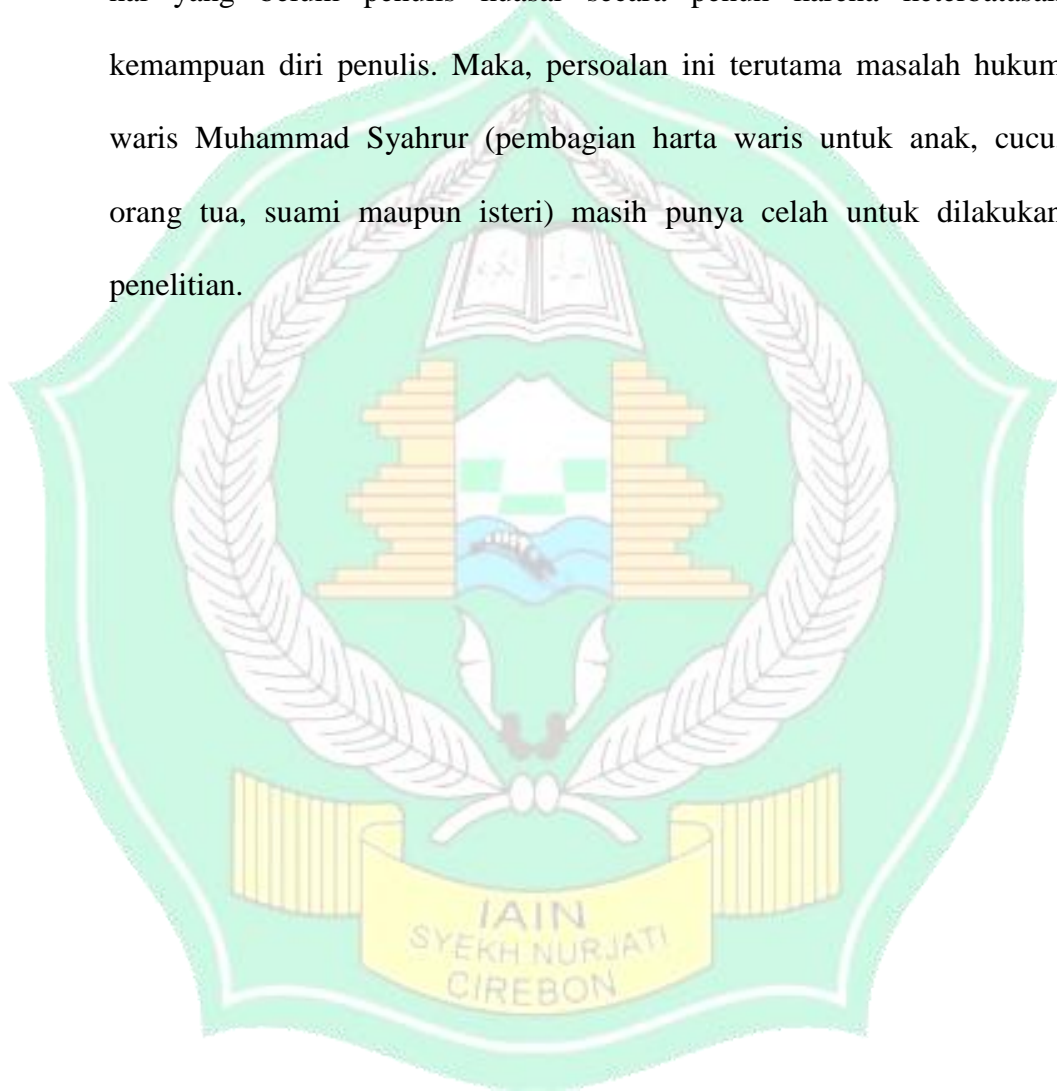 kemampuan diri penulis. Maka, persoalan ini terutama masalah hukum
waris Muhammad Syahrur (pembagian harta waris untuk anak, cucu,
orang tua, suami maupun isteri) masih punya celah untuk dilakukan
penelitian.
IAIN
SYEKH NURJATI
CIREBON